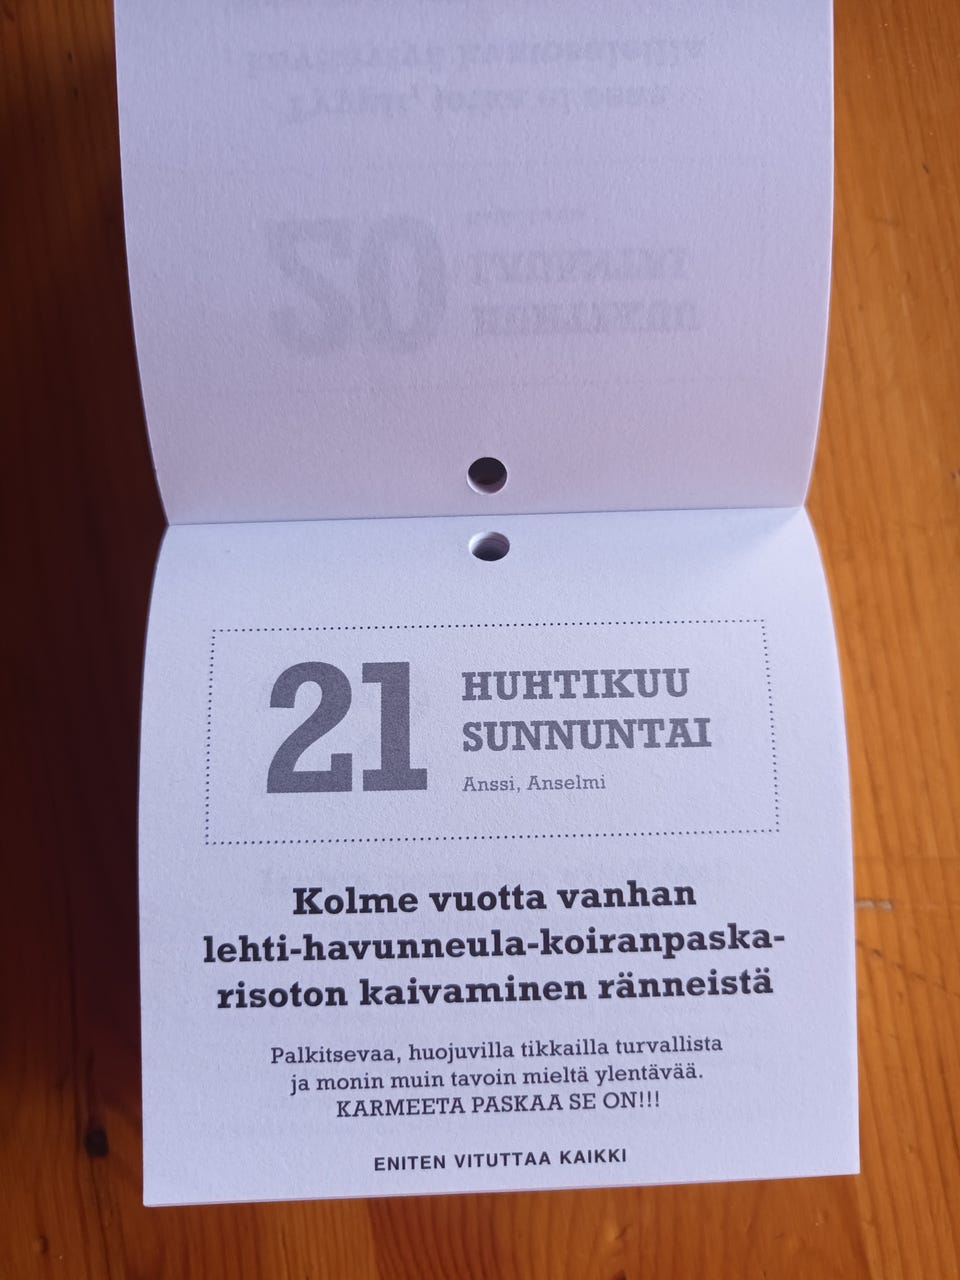 21
HUHTIKUU
SUNNUNTAI
Anssi, Anselmi
Kolme vuotta vanhan
lehti-havunneula-koiranpaska-
risoton kaivaminen ränneistä
Palkitsevaa, huojuvilla tikkailla turvallista
ja monin muin tavoin mieltä ylentävää.
KARMEETA PASKAA SE ON!!!
ENITEN VITUTTAA KAIKKI